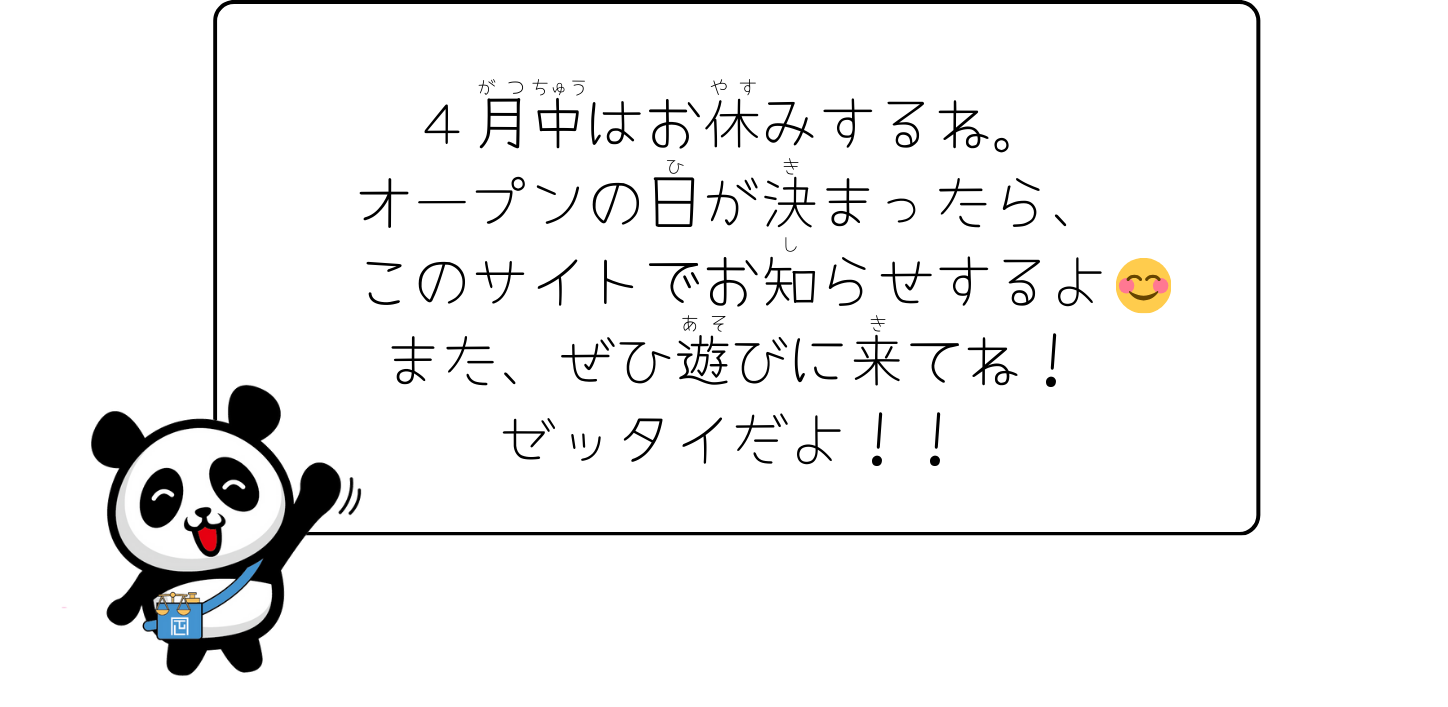 ４月中はお休みするね。
オープンの日が決まったら、
このサイトでお知らせするよ😊
また、ぜひ遊びに来てね！
ゼッタイだよ！！